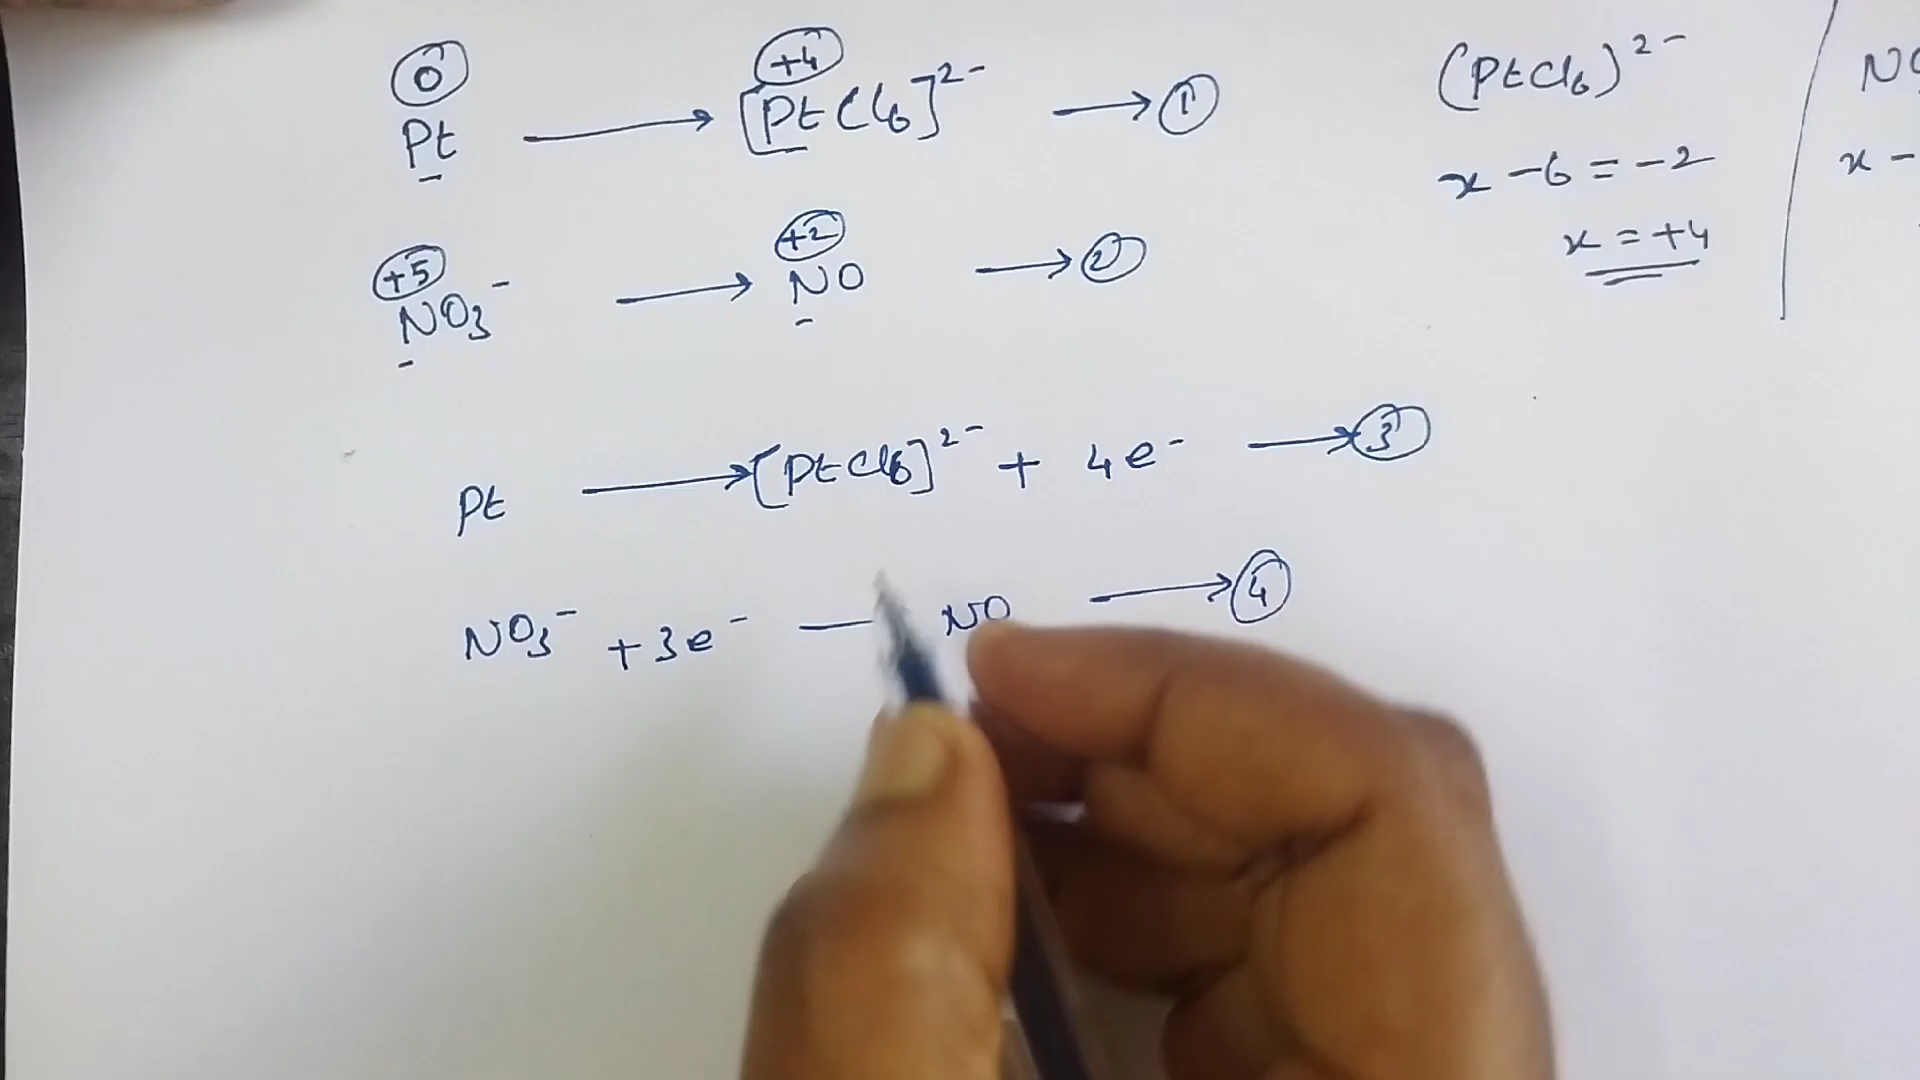 0
Pt ⟶ [PtCl6]2- ⟶ 1
+4
+5
NO3- ⟶ NO ⟶ 2
+2
Pt ⟶ [PtCl6]2- + 4e- ⟶ 3
NO3- + 3e- — NO ⟶ 4
(PtCl6)2-
x - 6 = -2
x = +4
NO
x -